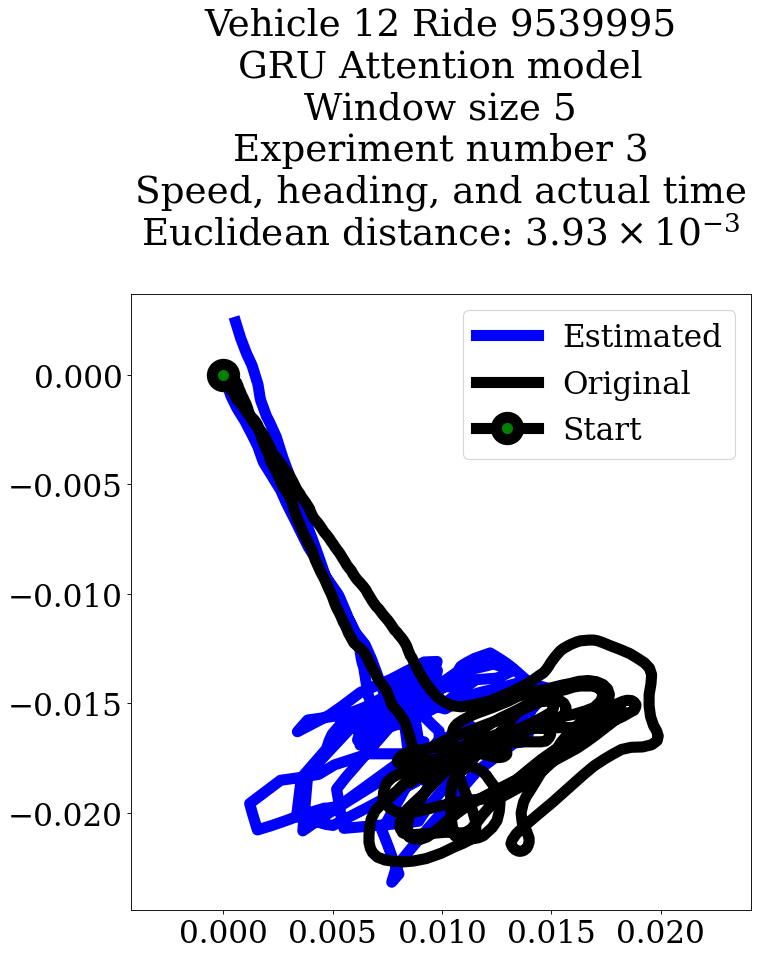 Vehicle 12 Ride 9539995
GRU Attention model
Window size 5
Experiment number 3
Speed, heading, and actual time
Euclidean distance: 3.93 × 10⁻³
Estimated
Original
Start
0.000
−0.005
−0.010
−0.015
−0.020
0.000 0.005 0.010 0.015 0.020